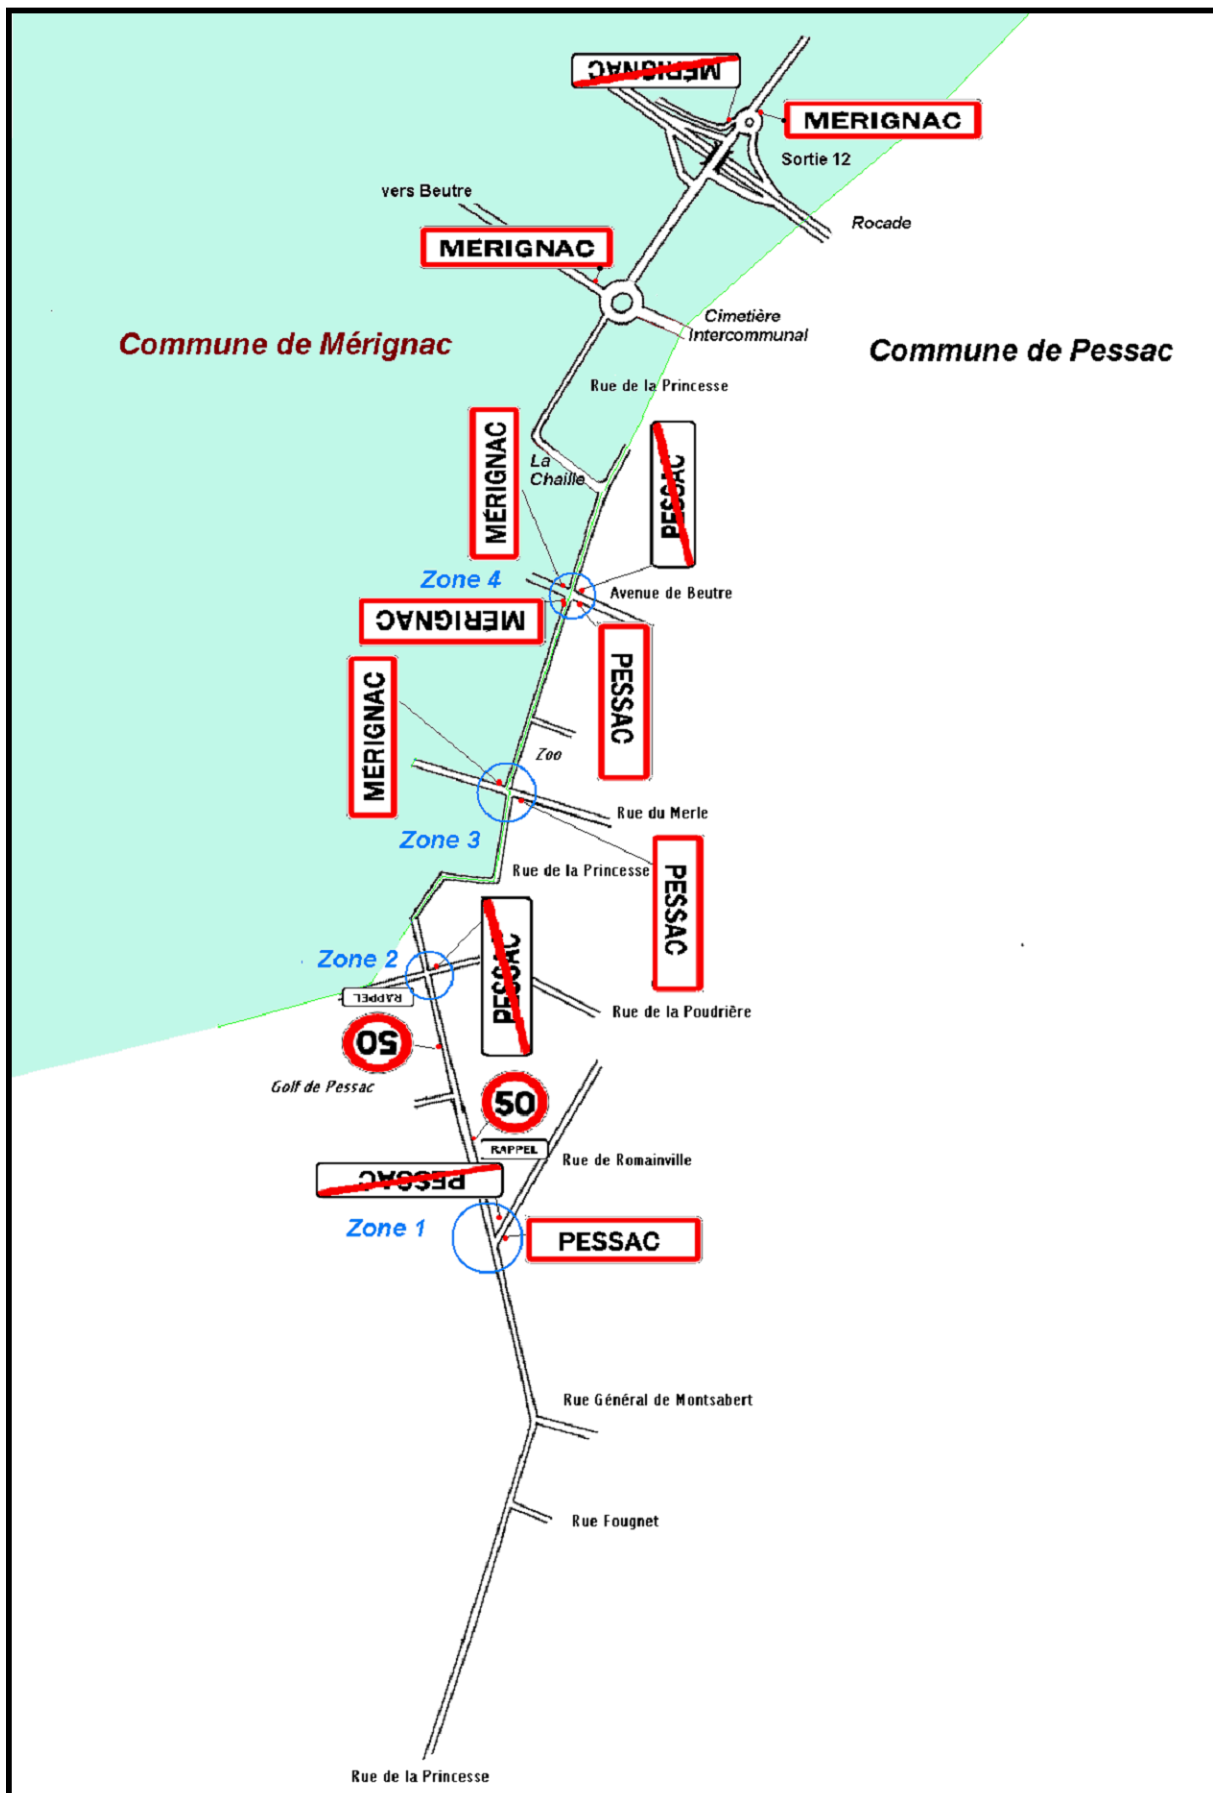 MÉRIGNAC
MERIGNAC
Sortie 12
vers Beutre
Rocade
MERIGNAC
Cimetière
Intercommunal
Commune de Mérignac
Commune de Pessac
Rue de la Princesse
MÉRIGNAC
PESSAC
La
Chaille
Zone 4
Avenue de Beutre
MERIGNAC
PESSAC
MÉRIGNAC
Zoo
Rue du Merle
Zone 3
Rue de la Princesse
PESSAC
PESSAC
Zone 2
RAPPEL
Rue de la Poudrière
50
Golf de Pessac
50
RAPPEL
Rue de Romainville
PESSAC
Zone 1
PESSAC
Rue Général de Montsabert
Rue Fougnet
Rue de la Princesse